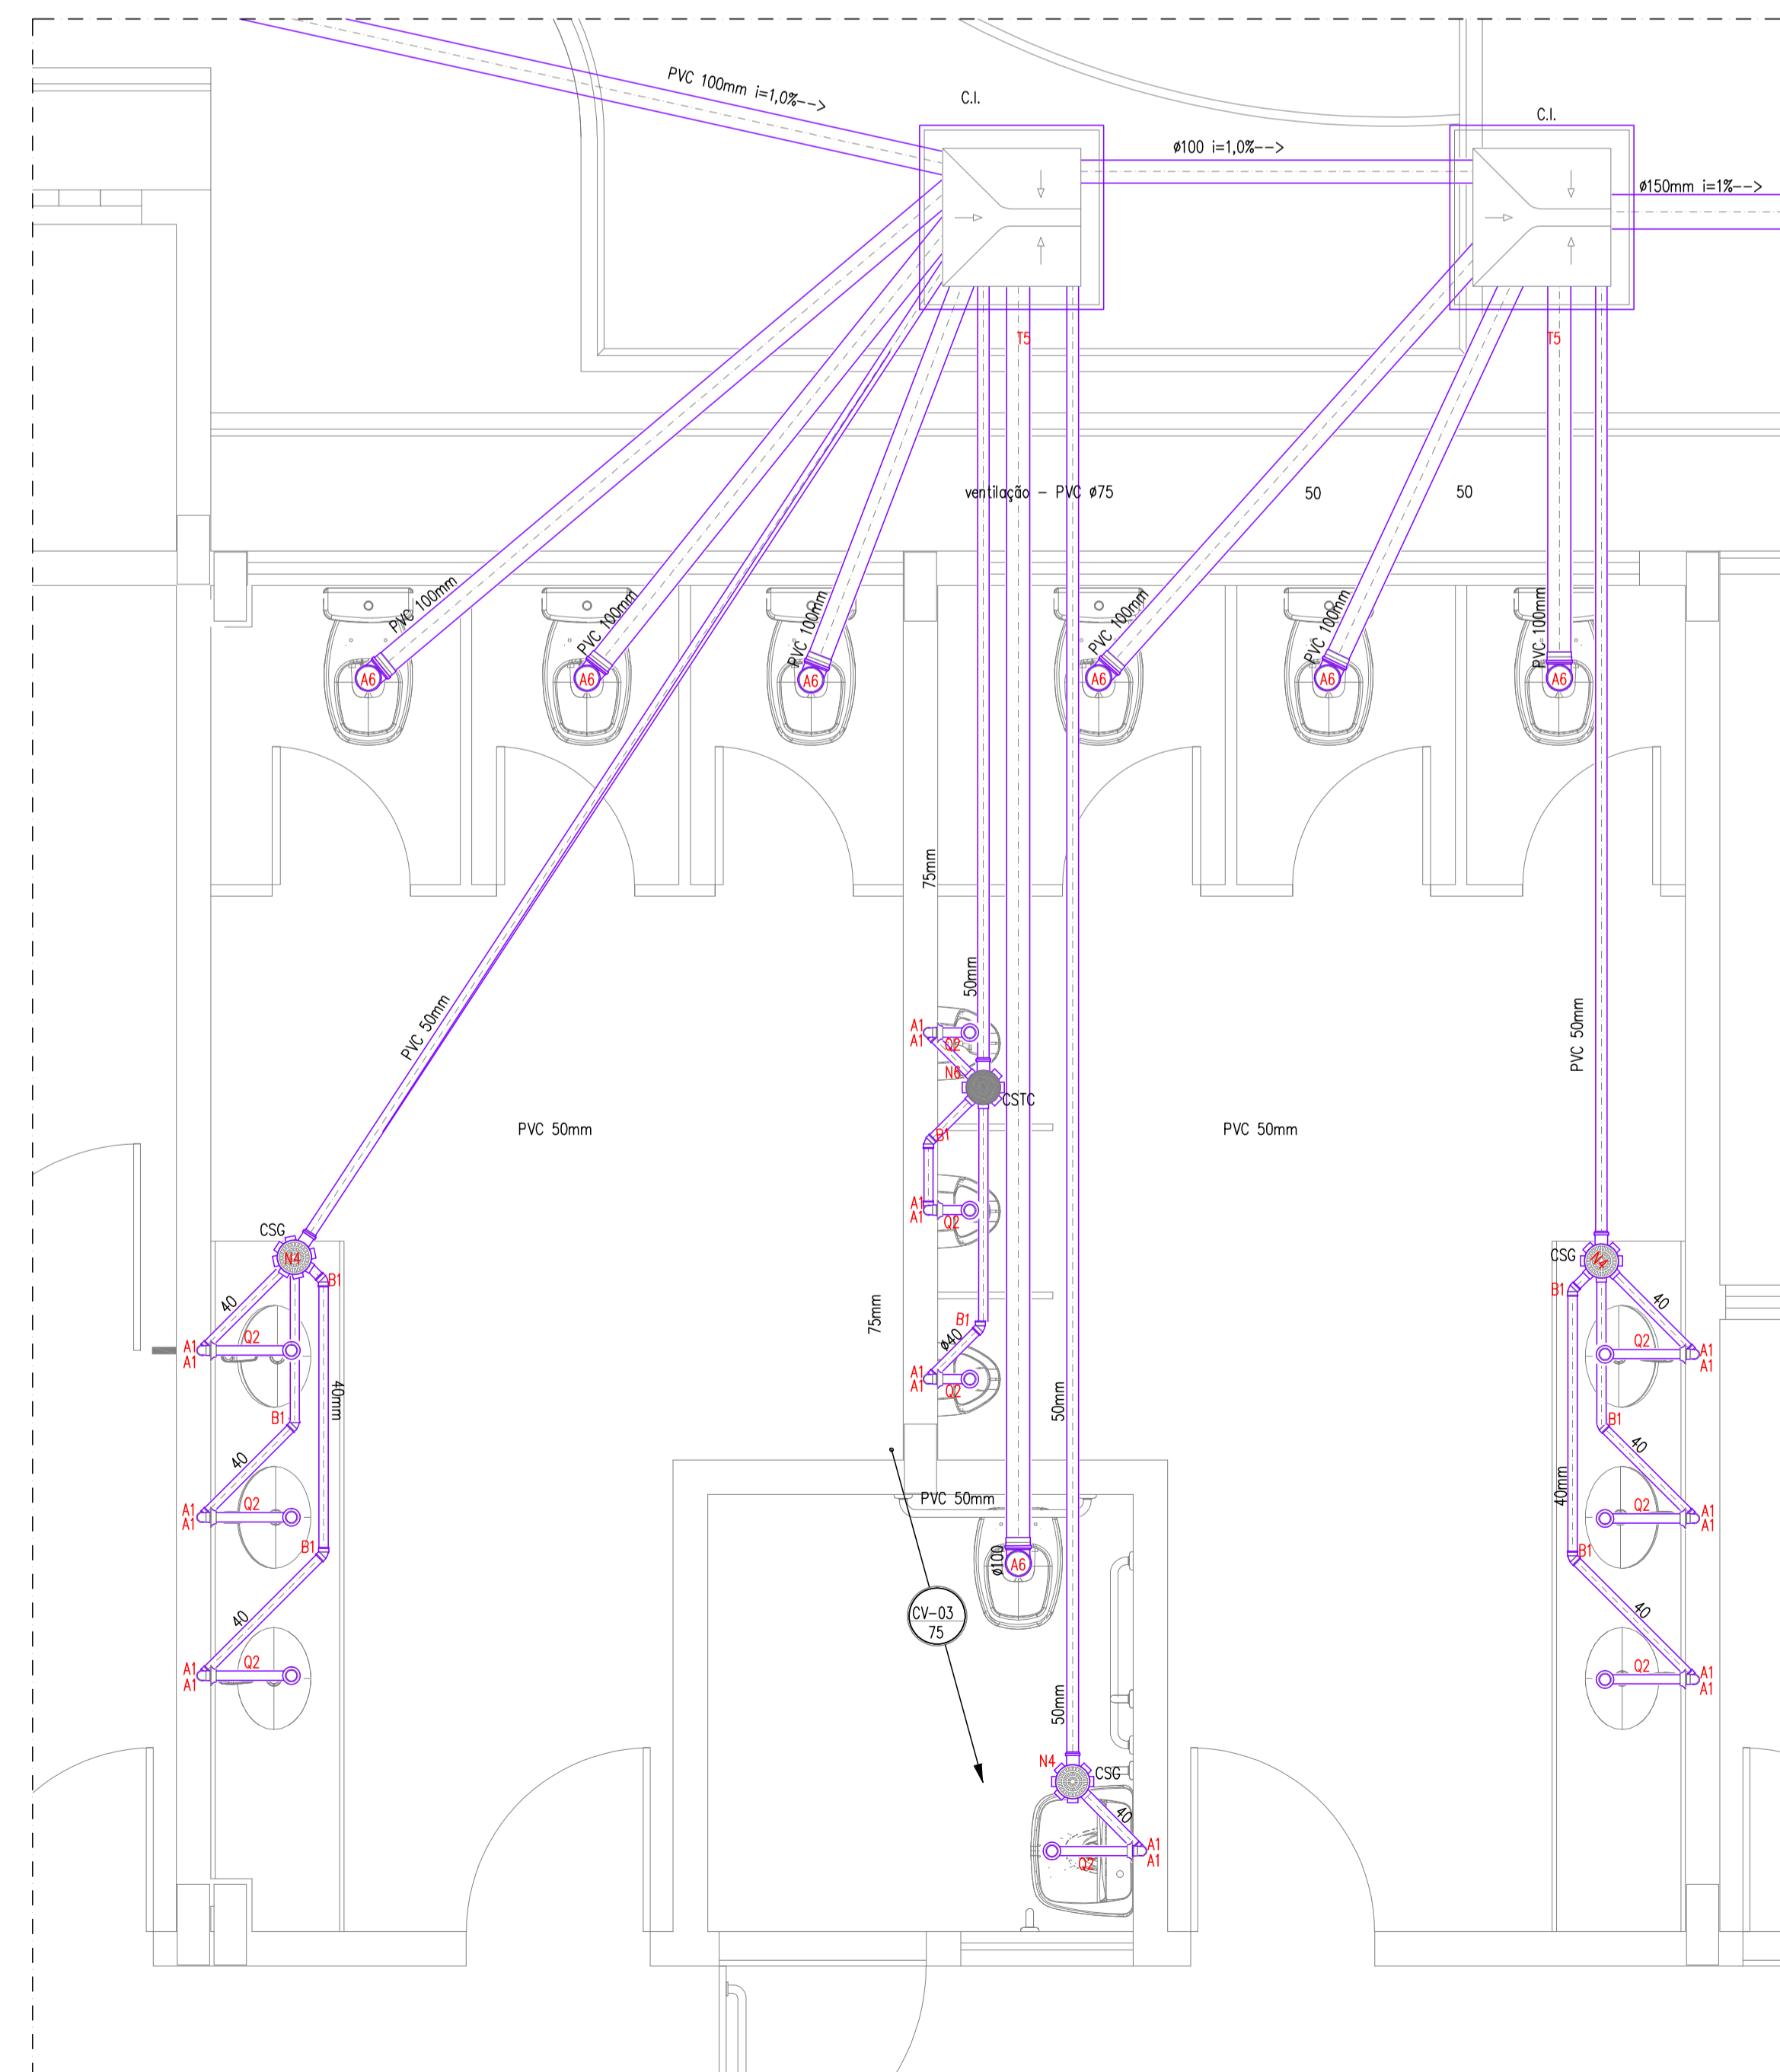 PVC 100mm i=1,0%-->
C.I.
C.I.
ø100 i=1,0%-->
ø150mm i=1%-->
T5
T5
ventilação - PVC ø75
50
50
PVC 100mm
PVC 100mm
PVC 100mm
PVC 100mm
PVC 100mm
PVC 100mm
A6
A6
A6
A6
A6
A6
75mm
50mm
PVC 50mm
PVC 50mm
A1
A1
Q2
N6
CSTC
B1
PVC 50mm
PVC 50mm
A1
A1
Q2
CSG
N4
B1
40
Q2
A1
A1
40mm
B1
40
A1
A1
Q2
B1
40
Q2
A1
A1
75mm
B1
ø40
A1
A1
Q2
50mm
CSG
N4
B1
40
Q2
A1
A1
B1
40
40mm
Q2
A1
A1
B1
40
Q2
A1
A1
PVC 50mm
ø100
A6
CV-03
75
50mm
N4
CSG
40
A1
A1
Q2